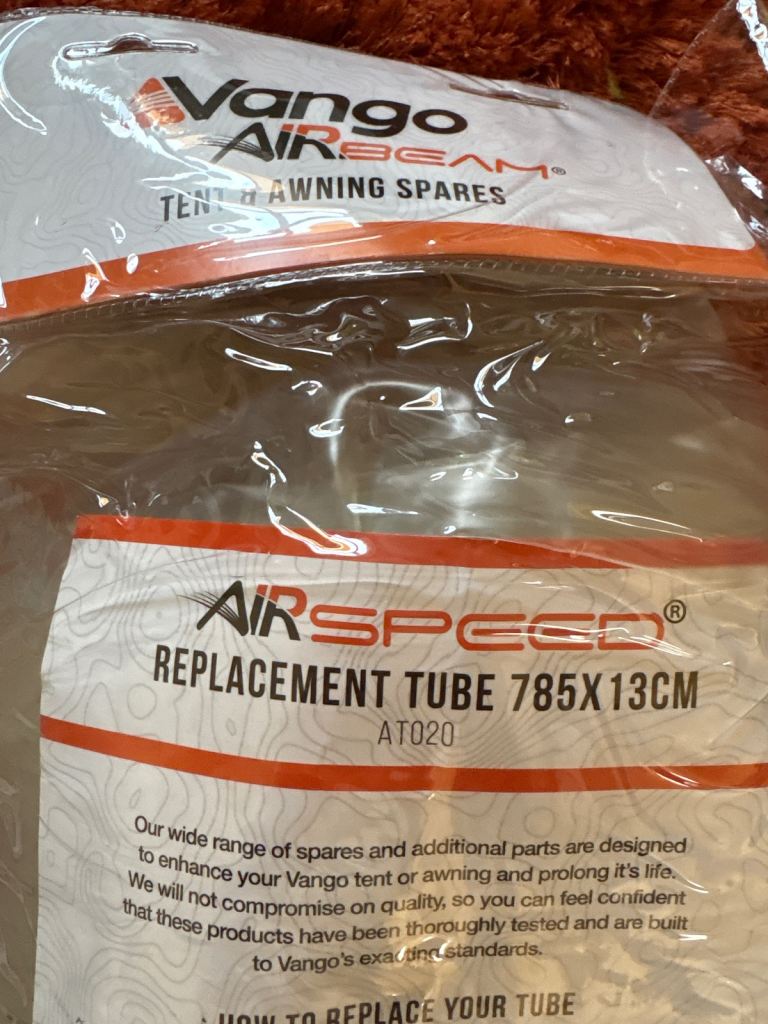 Vango
AIRBEAM®
TENT & AWNING SPARES
AIRSPEED®
REPLACEMENT TUBE 785X13CM
AT020
Our wide range of spares and additional parts are designed
to enhance your Vango tent or awning and prolong it's life.
We will not compromise on quality, so you can feel confident
that these products have been thoroughly tested and are built
to Vango's exacting standards.
HOW TO REPLACE YOUR TUBE